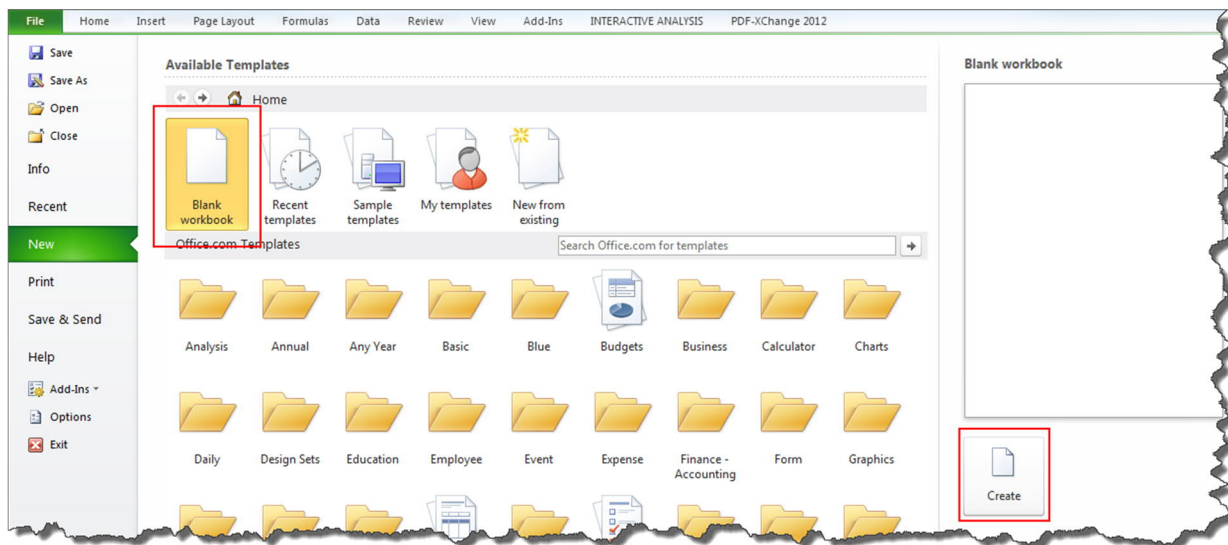 File Home Insert Page Layout Formulas Data Review View Add-Ins INTERACTIVE ANALYSIS PDF-XChange 2012
Save
Save As
Open
Close
Info
Recent
New
Print
Save & Send
Help
Add-Ins
Options
Exit
Available Templates
Home
Blank
workbook
Recent
templates
Sample
templates
My templates
New from
existing
Office.com Templates
Search Office.com for templates
Analysis Annual Any Year Basic Blue Budgets Business Calculator Charts
Daily Design Sets Education Employee Event Expense Finance -
Accounting Form Graphics
Blank workbook
Create